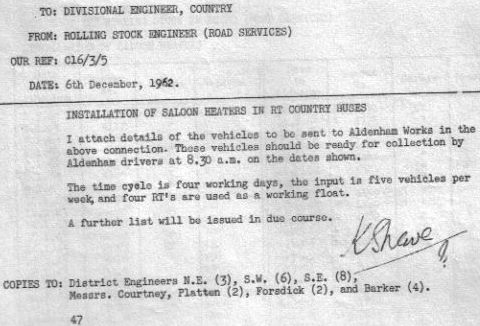 TO: DIVISIONAL ENGINEER, COUNTRY
FROM: ROLLING STOCK ENGINEER (ROAD SERVICES)
OUR REF: C16/3/5
DATE: 6th December, 1962.
INSTALLATION OF SALOON HEATERS IN RT COUNTRY BUSES
I attach details of the vehicles to be sent to Aldenham Works in the
above connection. These vehicles should be ready for collection by
Aldenham drivers at 8.30 a.m. on the dates shown.
The time cycle is four working days, the input is five vehicles per
week, and four RT's are used as a working float.
A further list will be issued in due course.
K Shave
COPIES TO: District Engineers N.E. (3), S.W. (6), S.E. (8),
Messrs. Courtney, Platten (2), Forsdick (2), and Barker (4).
47